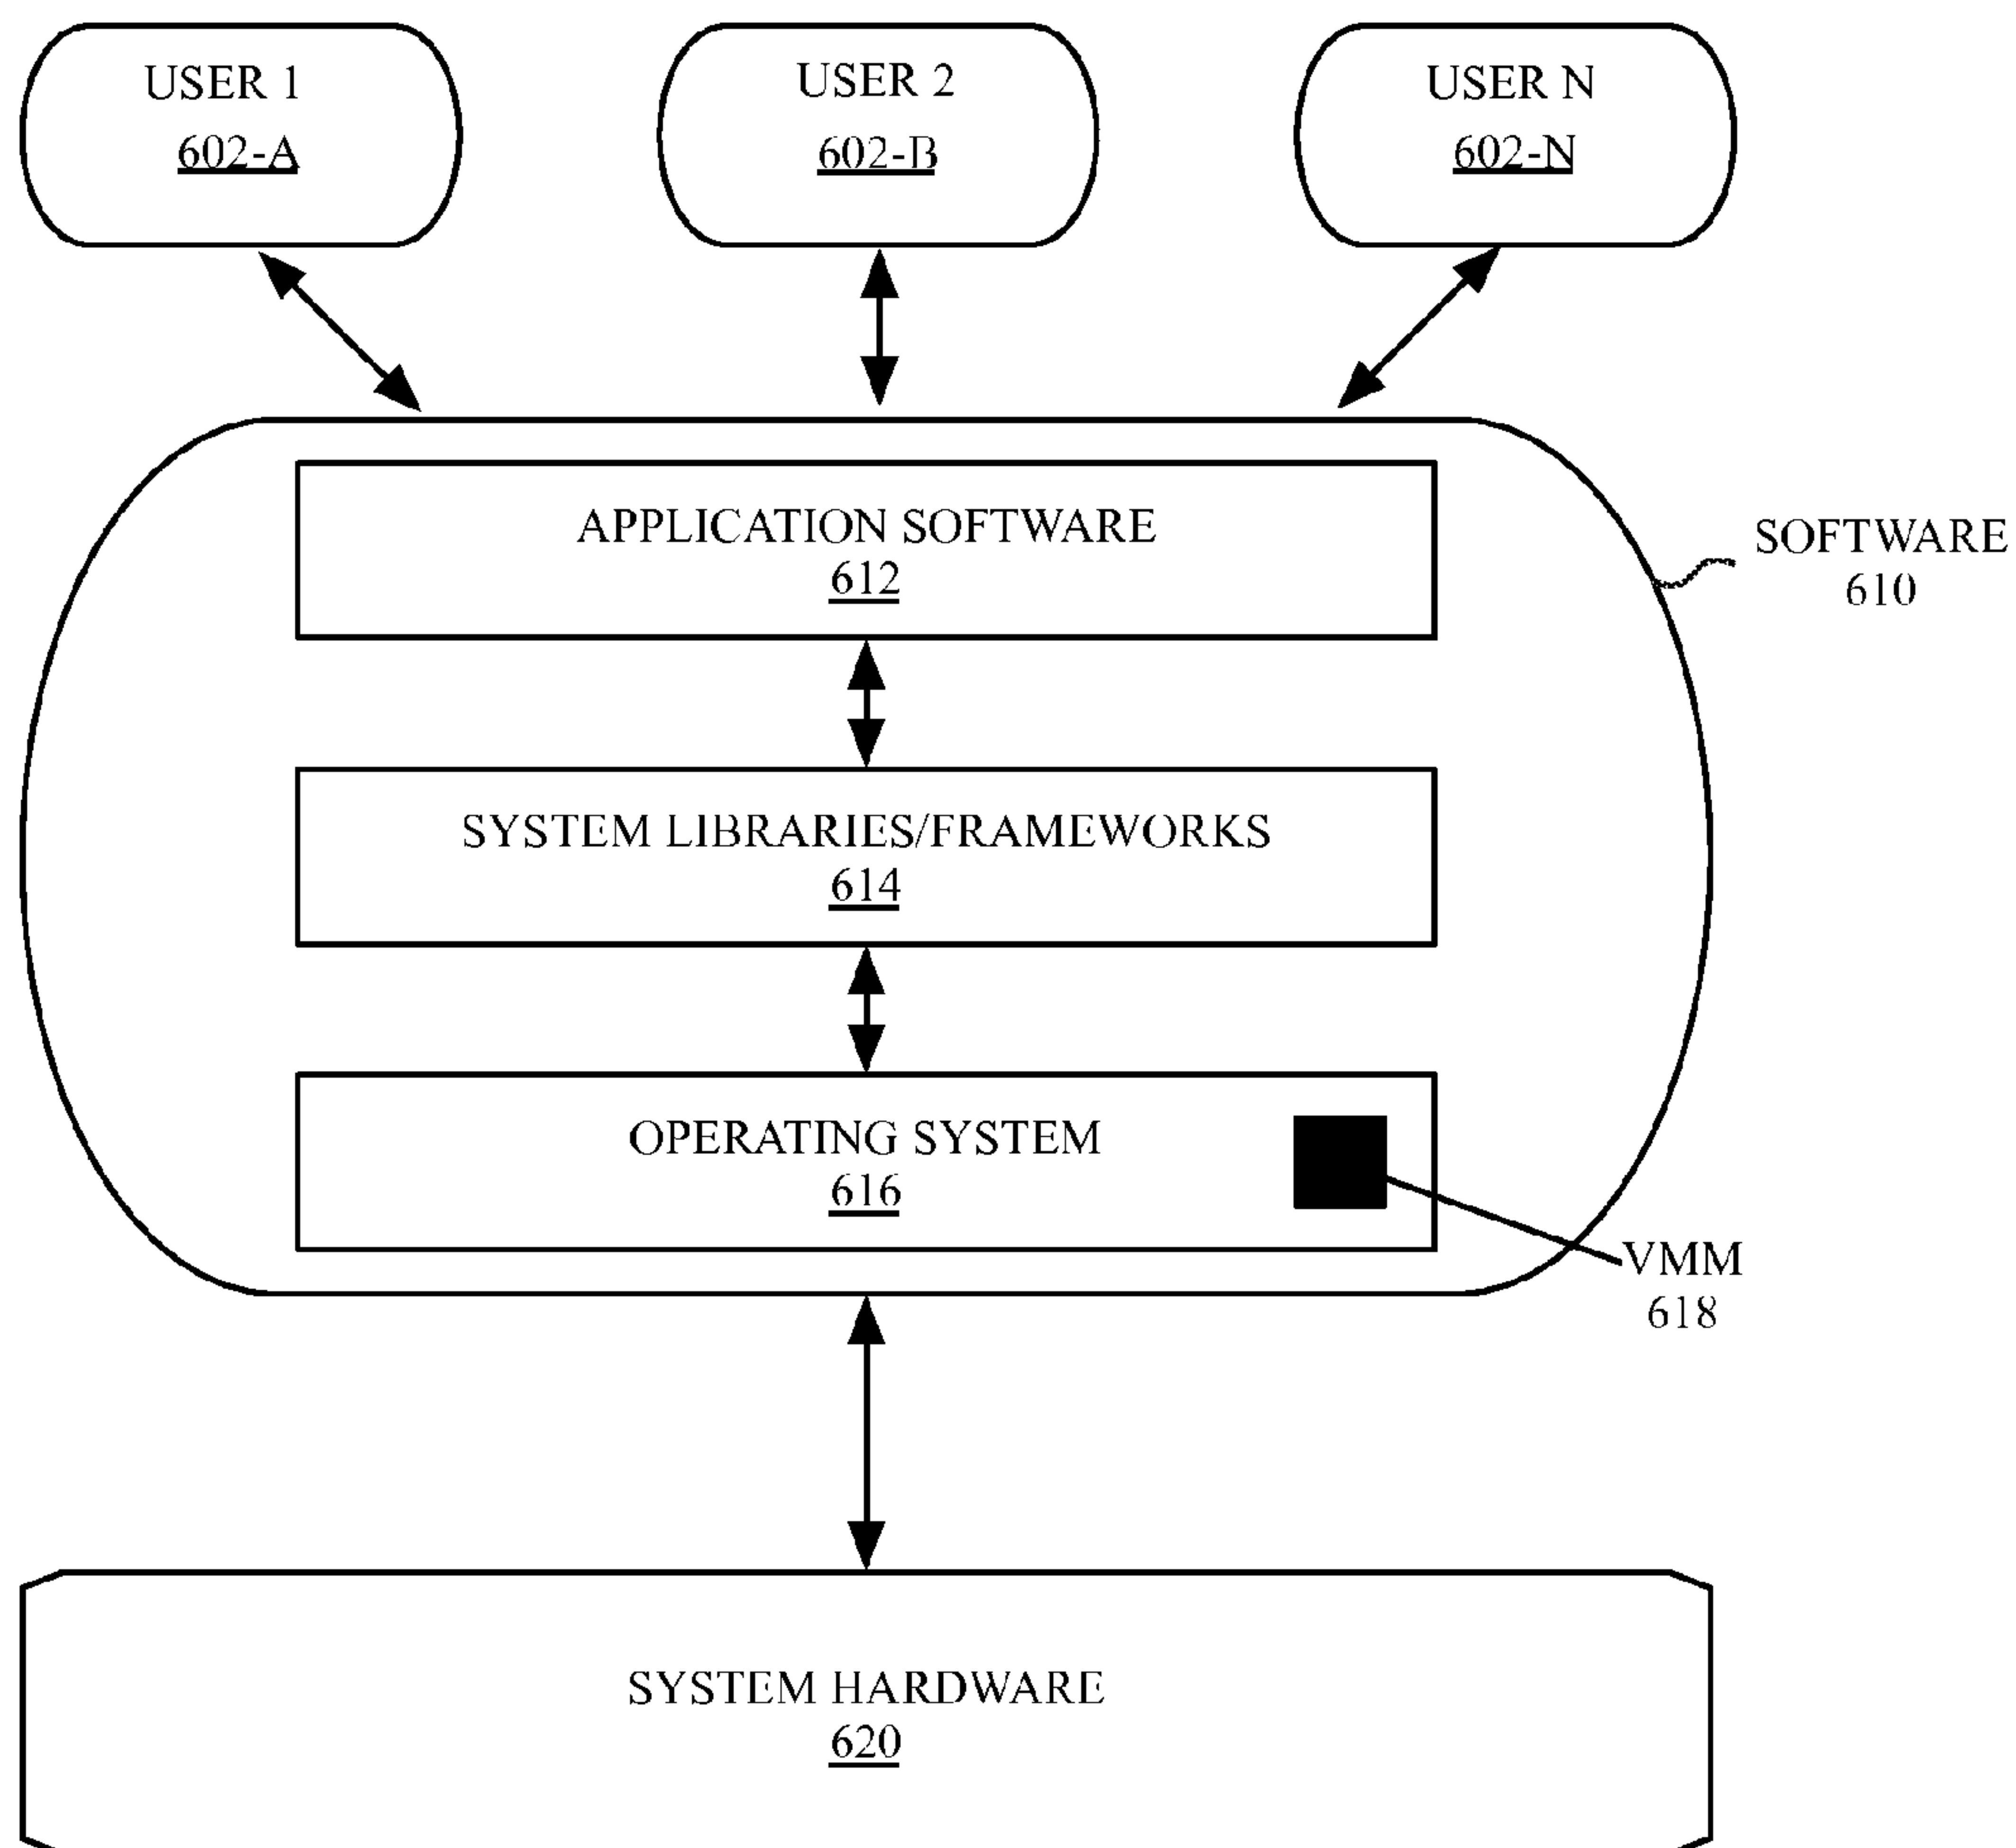 USER 1
602-A
USER 2
602-B
USER N
602-N
APPLICATION SOFTWARE
612
SOFTWARE
610
SYSTEM LIBRARIES/FRAMEWORKS
614
OPERATING SYSTEM
616
VMM
618
SYSTEM HARDWARE
620